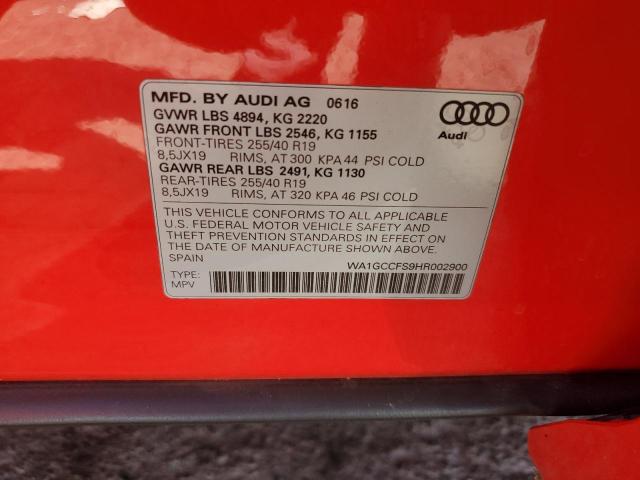 MFD. BY AUDI AG 0616
GVWR LBS 4894, KG 2220
GAWR FRONT LBS 2546, KG 1155
FRONT-TIRES 255/40 R19
8,5JX19 RIMS, AT 300 KPA 44 PSI COLD
GAWR REAR LBS 2491, KG 1130
REAR-TIRES 255/40 R19
8,5JX19 RIMS, AT 320 KPA 46 PSI COLD
THIS VEHICLE CONFORMS TO ALL APPLICABLE
U.S. FEDERAL MOTOR VEHICLE SAFETY AND
THEFT PREVENTION STANDARDS IN EFFECT ON
THE DATE OF MANUFACTURE SHOWN ABOVE.
SPAIN
WA1GCCFS9HR002900
TYPE:
MPV
Audi